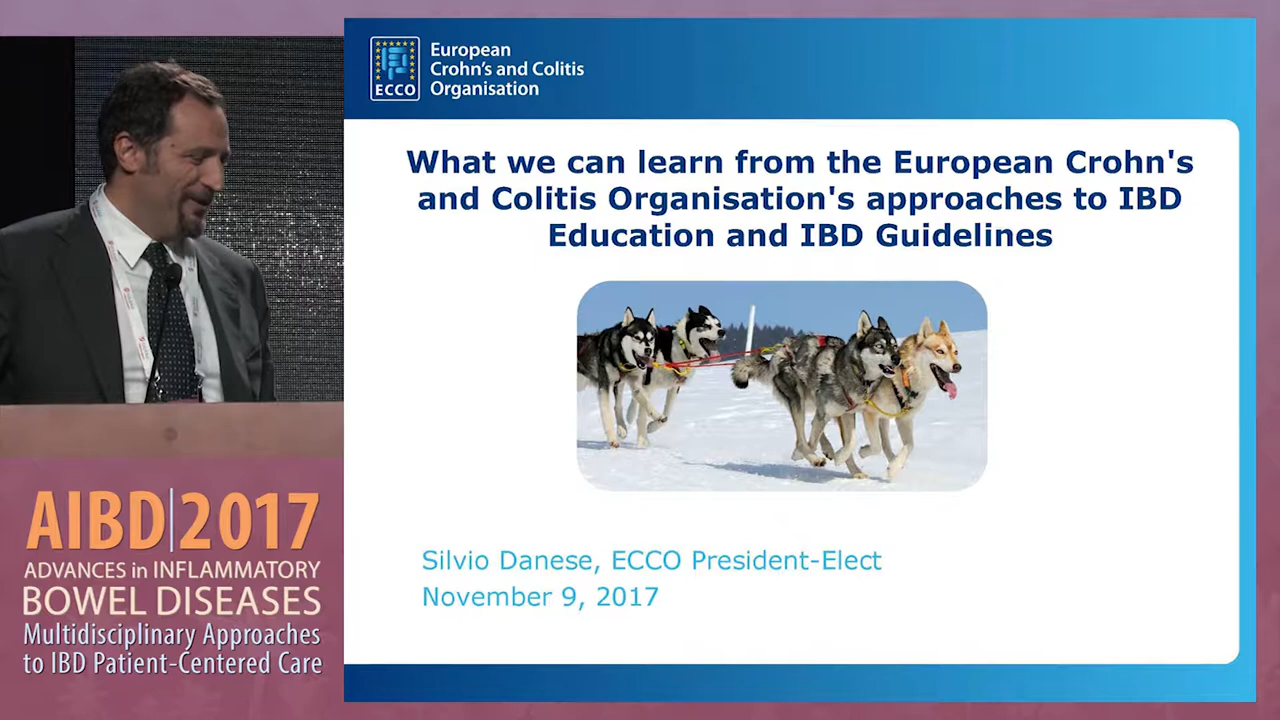 European
Crohn's and Colitis
Organisation
ECCO
What we can learn from the European Crohn's
and Colitis Organisation's approaches to IBD
Education and IBD Guidelines
Silvio Danese, ECCO President-Elect
November 9, 2017
AIBD|2017
ADVANCES in INFLAMMATORY
BOWEL DISEASES
Multidisciplinary Approaches
to IBD Patient-Centered Care